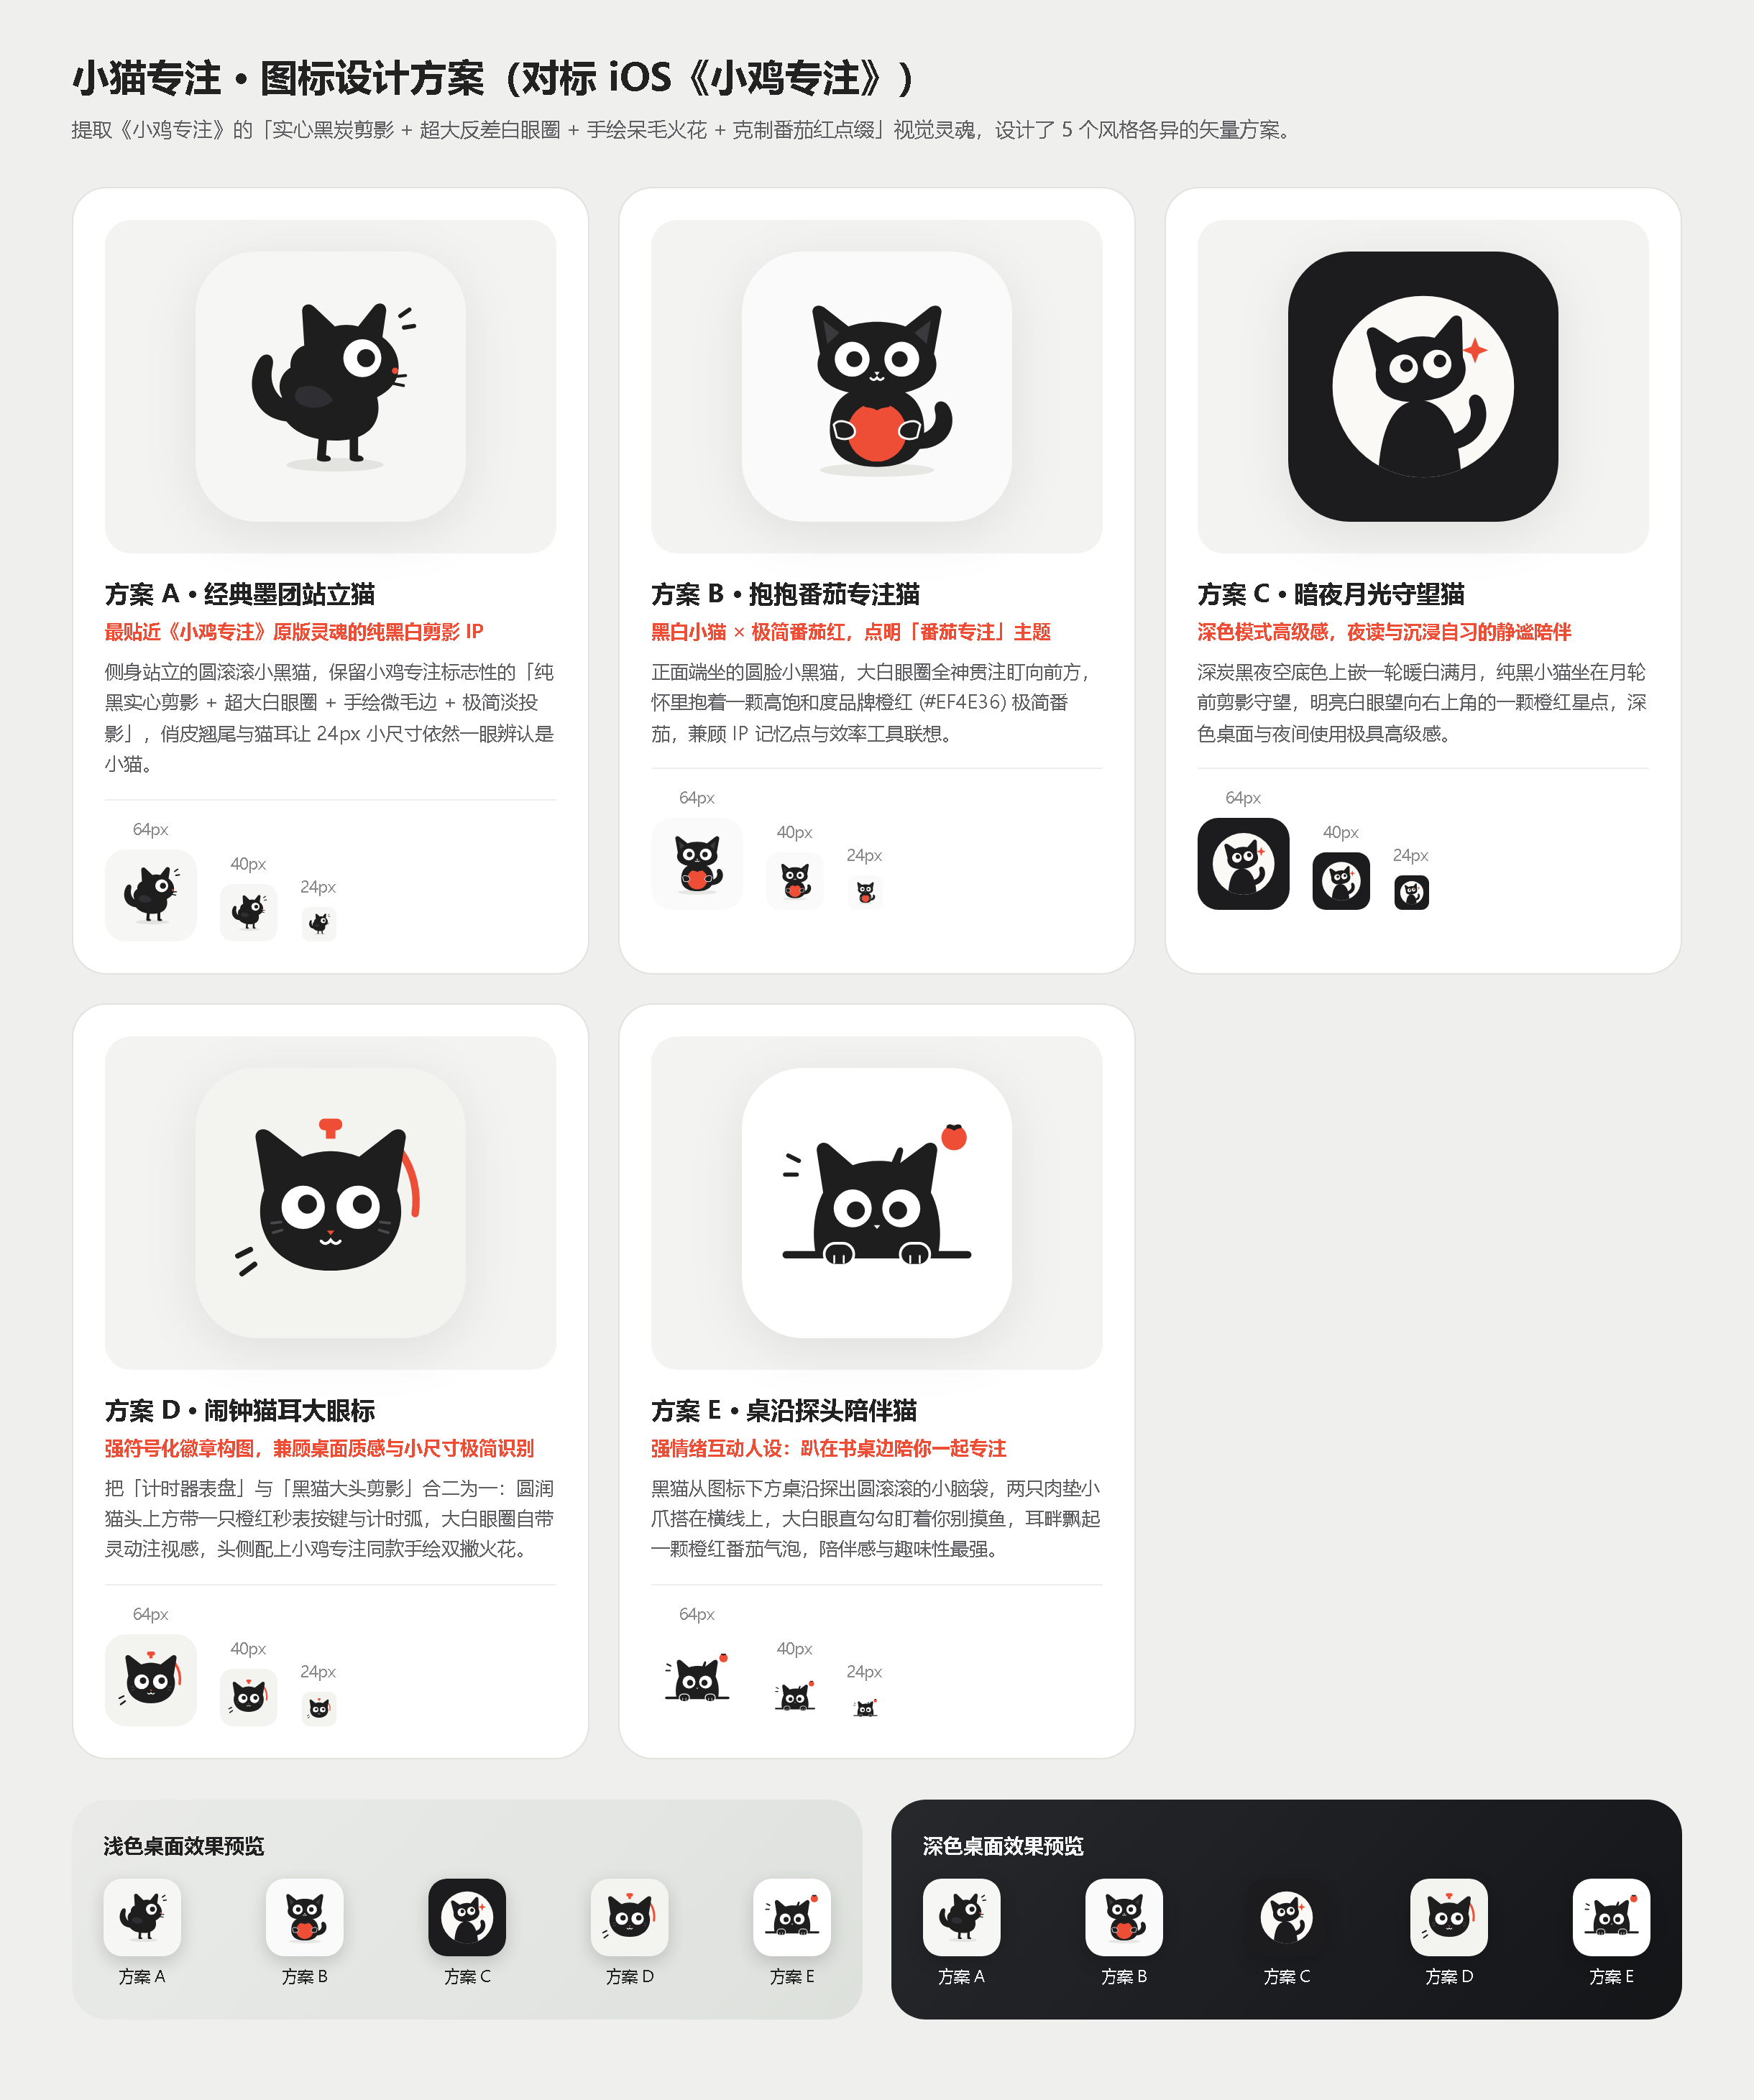 小猫专注 • 图标设计方案（对标 iOS《小鸡专注》）
提取《小鸡专注》的「实心黑炭剪影 + 超大反差白眼圈 + 手绘呆毛火花 + 克制番茄红点缀」视觉灵魂，设计了 5 个风格各异的矢量方案。
方案 A • 经典墨团站立猫
最贴近《小鸡专注》原版灵魂的纯黑白剪影 IP
侧身站立的圆滚滚小黑猫，保留小鸡专注标志性的「纯
黑实心剪影 + 超大白眼圈 + 手绘微毛边 + 极简淡投
影」，俏皮翘尾与猫耳让 24px 小尺寸依然一眼辨认是
小猫。
64px
40px
24px
方案 B • 抱抱番茄专注猫
黑白小猫 × 极简番茄红，点明「番茄专注」主题
正面端坐的圆脸小黑猫，大白眼圈全神贯注盯向前方，
怀里抱着一颗高饱和度品牌橙红 (#EF4E36) 极简番
茄，兼顾 IP 记忆点与效率工具联想。
64px
40px
24px
方案 C • 暗夜月光守望猫
深色模式高级感，夜读与沉浸自习的静谧陪伴
深炭黑夜空底色上嵌一轮暖白满月，纯黑小猫坐在月轮
前剪影守望，明亮白眼望向右上角的一颗橙红星点，深
色桌面与夜间使用极具高级感。
64px
40px
24px
方案 D • 闹钟猫耳大眼标
强符号化徽章构图，兼顾桌面质感与小尺寸极简识别
把「计时器表盘」与「黑猫大头剪影」合二为一：圆润
猫头上方带一只橙红秒表按键与计时弧，大白眼圈自带
灵动注视感，头侧配上小鸡专注同款手绘双撇火花。
64px
40px
24px
方案 E • 桌沿探头陪伴猫
强情绪互动人设：趴在书桌边陪你一起专注
黑猫从图标下方桌沿探出圆滚滚的小脑袋，两只肉垫小
爪搭在横线上，大白眼直勾勾盯着你别摸鱼，耳畔飘起
一颗橙红番茄气泡，陪伴感与趣味性最强。
64px
40px
24px
浅色桌面效果预览
方案 A
方案 B
方案 C
方案 D
方案 E
深色桌面效果预览
方案 A
方案 B
方案 C
方案 D
方案 E